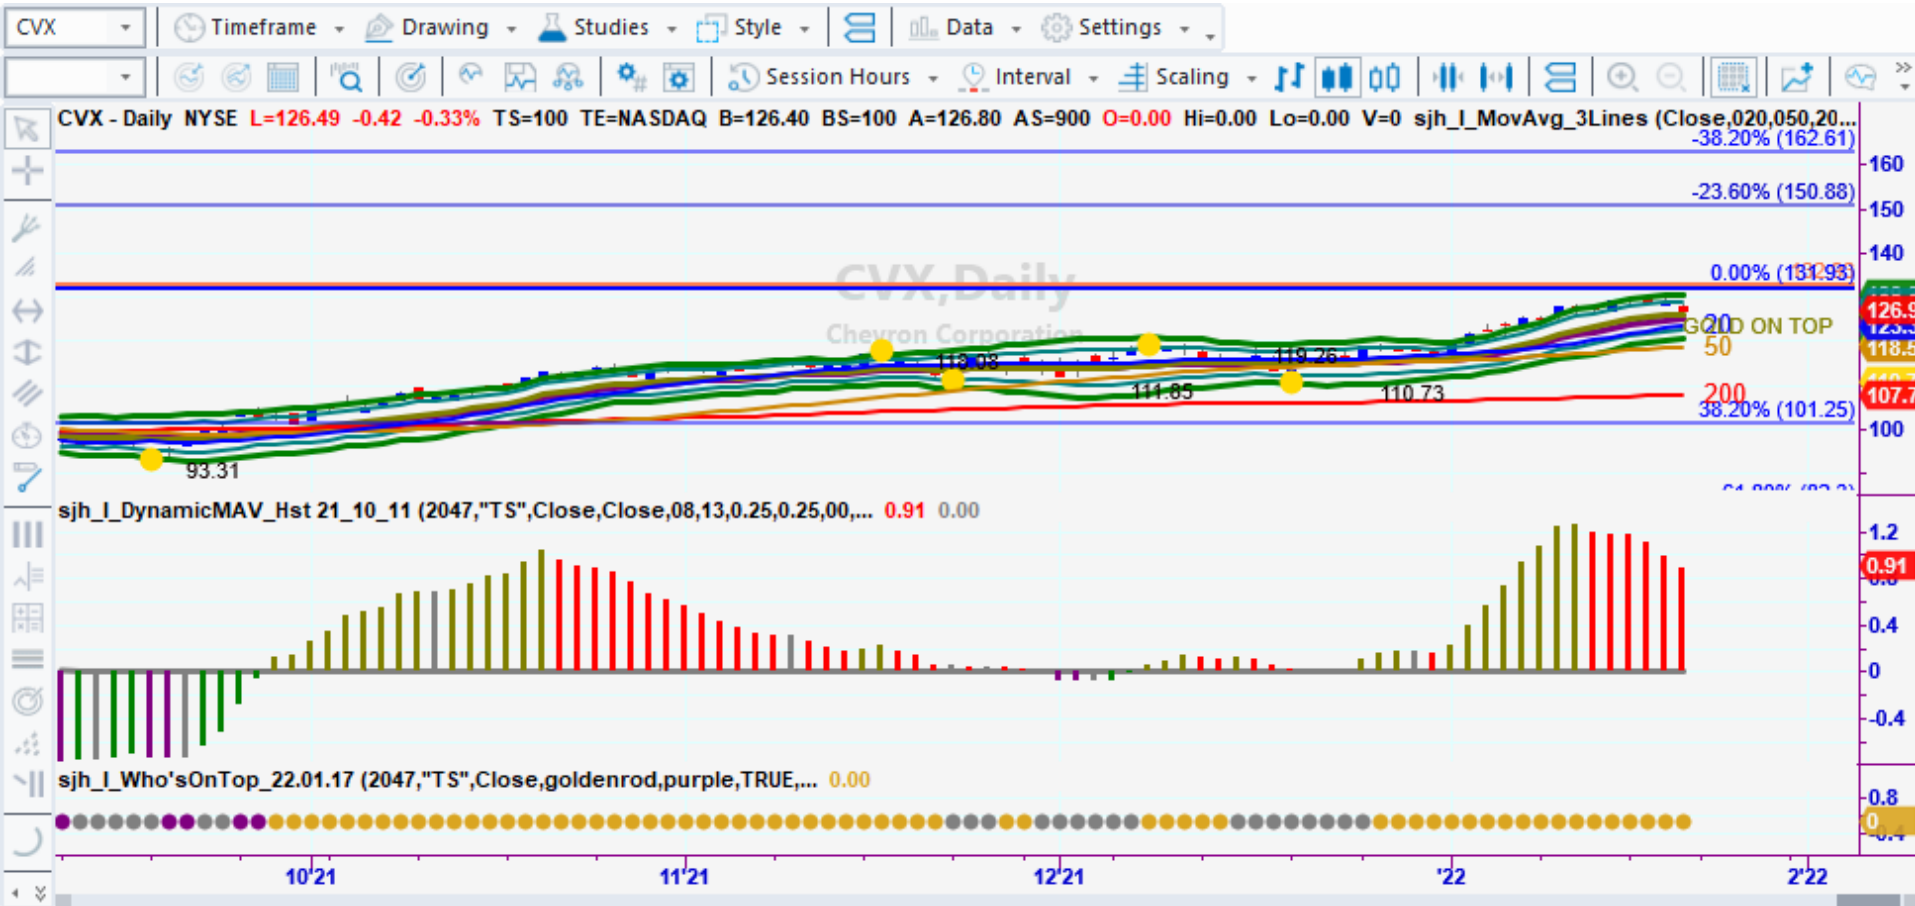 CVX Timeframe Drawing Studies Style Data Settings
Session Hours Interval Scaling
CVX - Daily NYSE L=126.49 -0.42 -0.33% TS=100 TE=NASDAQ B=126.40 BS=100 A=126.80 AS=900 O=0.00 Hi=0.00 Lo=0.00 V=0 sjh_I_MovAvg_3Lines (Close,020,050,20...
-38.20% (162.61)
160
-23.60% (150.88)
150
140
CVX,Daily
0.00% (131.93)
Chevron Corporation
126.9
20
GOLD ON TOP
118.08
119.26
50
118.5
111.85
110.73
200
107.7
38.20% (101.25)
100
93.31
sjh_I_DynamicMAV_Hst 21_10_11 (2047,"TS",Close,Close,08,13,0.25,0.25,00,... 0.91 0.00
1.2
0.91
0.4
0
-0.4
sjh_I_Who'sOnTop_22.01.17 (2047,"TS",Close,goldenrod,purple,TRUE,... 0.00
0.8
0
10'21 11'21 12'21 '22 2'22